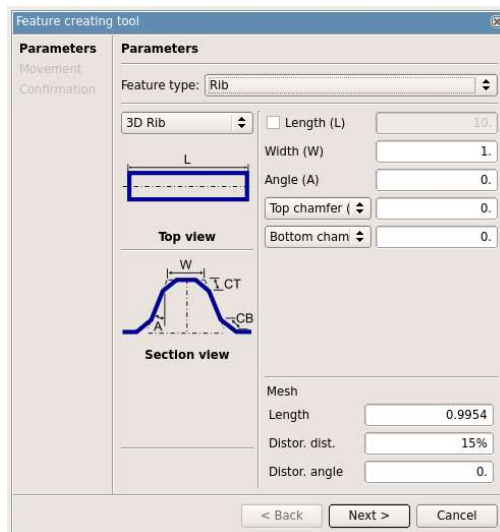 Feature creating tool
Parameters
Movement
Confirmation
Parameters
Feature type: Rib
3D Rib
L
Top view
W
CT
A
CB
Section view
Length (L) 10.
Width (W) 1.
Angle (A) 0.
Top chamfer ( 0.
Bottom cham 0.
Mesh
Length 0.9954
Distor. dist. 15%
Distor. angle 0.
< Back Next > Cancel